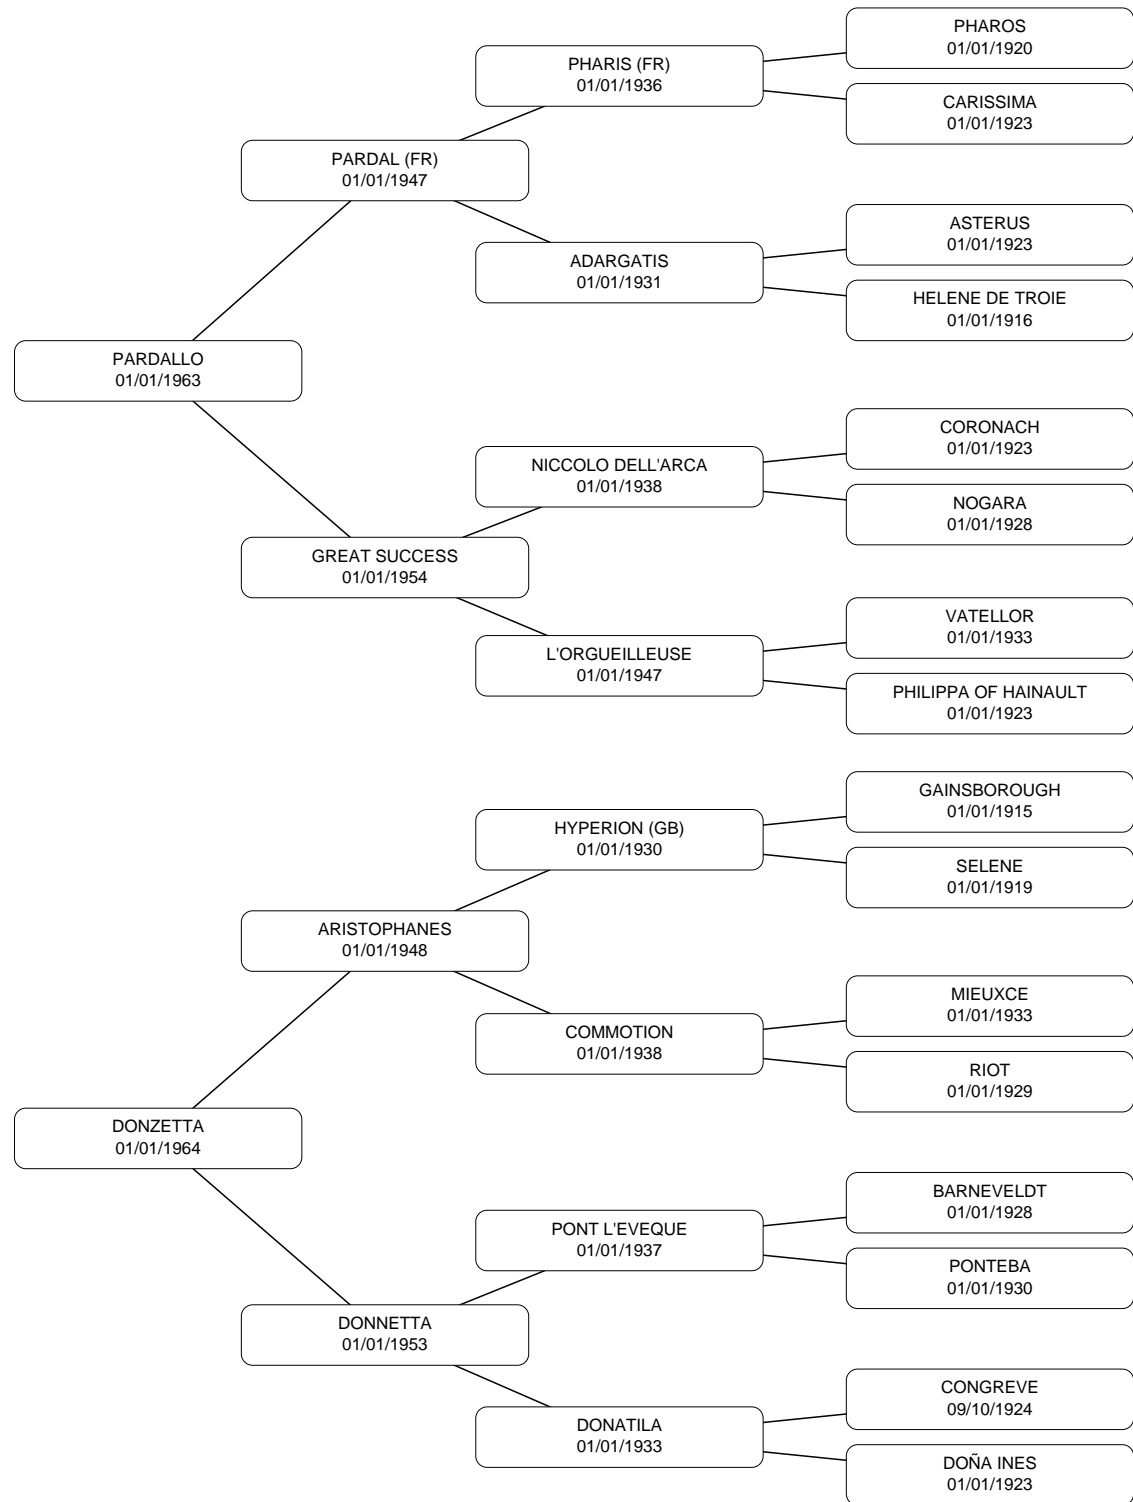 PHAROS
01/01/1920
PHARIS (FR)
01/01/1936
CARISSIMA
01/01/1923
PARDAL (FR)
01/01/1947
ASTERUS
01/01/1923
ADARGATIS
01/01/1931
HELENE DE TROIE
01/01/1916
PARDALLO
01/01/1963
CORONACH
01/01/1923
NICCOLO DELL'ARCA
01/01/1938
NOGARA
01/01/1928
GREAT SUCCESS
01/01/1954
VATELLOR
01/01/1933
L'ORGUEILLEUSE
01/01/1947
PHILIPPA OF HAINAULT
01/01/1923
GAINSBOROUGH
01/01/1915
HYPERION (GB)
01/01/1930
SELENE
01/01/1919
ARISTOPHANES
01/01/1948
MIEUXCE
01/01/1933
COMMOTION
01/01/1938
RIOT
01/01/1929
DONZETTA
01/01/1964
BARNEVELDT
01/01/1928
PONT L'EVEQUE
01/01/1937
PONTEBA
01/01/1930
DONNETTA
01/01/1953
CONGREVE
09/10/1924
DONATILA
01/01/1933
DOÑA INES
01/01/1923